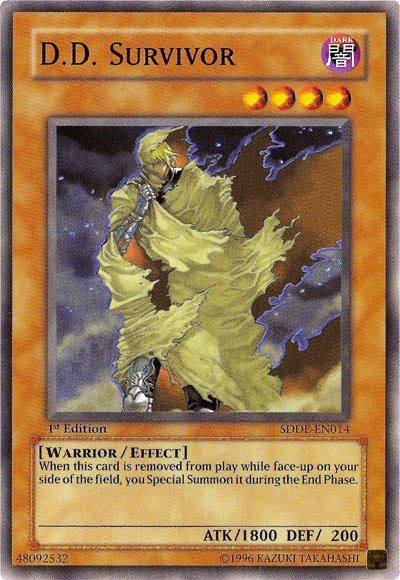 D.D. SURVIVOR
DARK
闇
1st Edition
SDDE-EN014
[WARRIOR / EFFECT]
When this card is removed from play while face-up on your
side of the field, you Special Summon it during the End Phase.
ATK/1800 DEF/ 200
48092532
©1996 KAZUKI TAKAHASHI